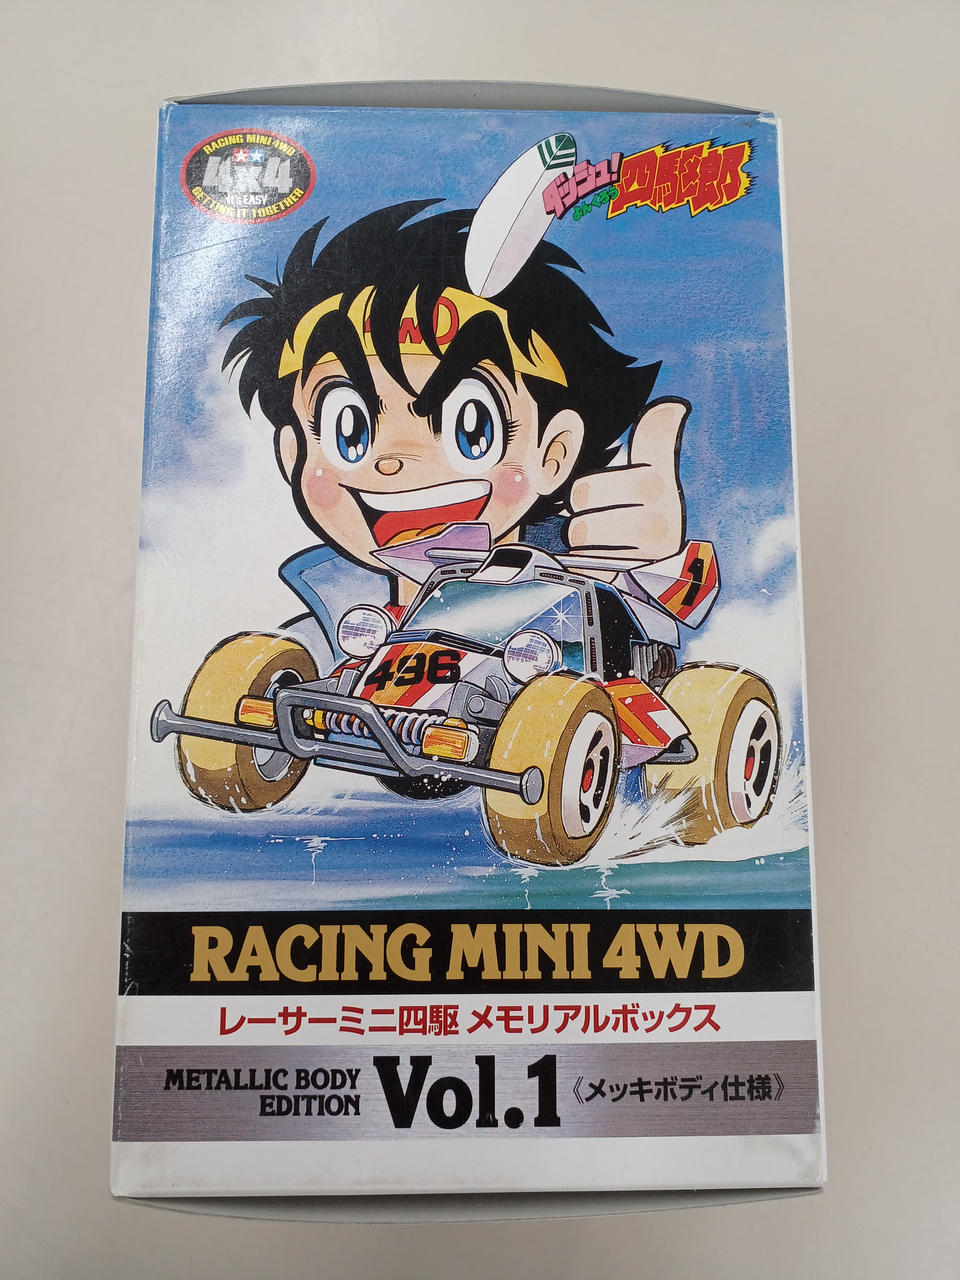 RACING MINI 4WD
4x4
It's EASY
GETTING IT TOGETHER
ダッシュ!
よんくろう
四駆郎
4WD
1
496
RACING MINI 4WD
レーサーミニ四駆 メモリアルボックス
METALLIC BODY
EDITION
Vol.1
《メッキボディ仕様》